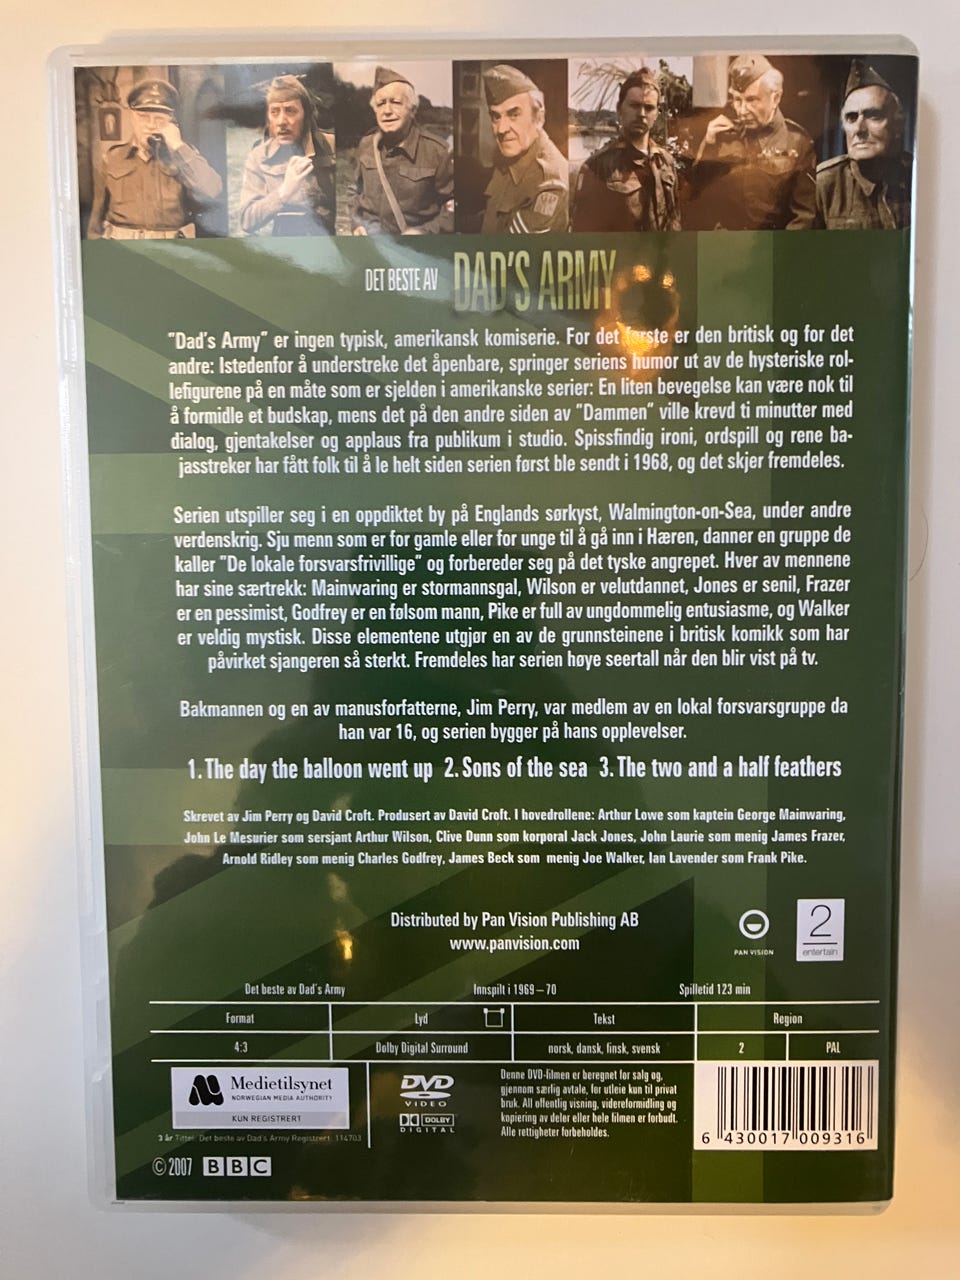 DET BESTE AV DAD'S ARMY
"Dad's Army" er ingen typisk, amerikansk komiserie. For det første er den britisk og for det
andre: Istedenfor å understreke det åpenbare, springer seriens humor ut av de hysteriske rol-
lefigurene på en måte som er sjelden i amerikanske serier: En liten bevegelse kan være nok til
å formidle et budskap, mens det på den andre siden av "Dammen" ville krevd ti minutter med
dialog, gjentakelser og applaus fra publikum i studio. Spissfindig ironi, ordspill og rene ba-
jasstreker har fått folk til å le helt siden serien først ble sendt i 1968, og det skjer fremdeles.
Serien utspiller seg i en oppdiktet by på Englands sørkyst, Walmington-on-Sea, under andre
verdenskrig. Sju menn som er for gamle eller for unge til å gå inn i Hæren, danner en gruppe de
kaller "De lokale forsvarsfrivillige" og forbereder seg på det tyske angrepet. Hver av mennene
har sine særtrekk: Mainwaring er stormannsgal, Wilson er velutdannet, Jones er senil, Frazer
er en pessimist, Godfrey er en følsom mann, Pike er full av ungdommelig entusiasme, og Walker
er veldig mystisk. Disse elementene utgjør en av de grunnsteinene i britisk komikk som har
påvirket sjangeren så sterkt. Fremdeles har serien høye seertall når den blir vist på tv.
Bakmannen og en av manusforfatterne, Jim Perry, var medlem av en lokal forsvarsgruppe da
han var 16, og serien bygger på hans opplevelser.
1. The day the balloon went up 2. Sons of the sea 3. The two and a half feathers
Skrevet av Jim Perry og David Croft. Produsert av David Croft. I hovedrollene: Arthur Lowe som kaptein George Mainwaring,
John Le Mesurier som sersjant Arthur Wilson, Clive Dunn som korporal Jack Jones, John Laurie som menig James Frazer,
Arnold Ridley som menig Charles Godfrey, James Beck som menig Joe Walker, Ian Lavender som Frank Pike.
Distributed by Pan Vision Publishing AB
www.panvision.com
PAN VISION
2 entertain
Det beste av Dad's Army Innspilt i 1969 – 70 Spilletid 123 min
Format Lyd Tekst Region
4:3 Dolby Digital Surround norsk, dansk, finsk, svensk 2 PAL
Medietilsynet
NORWEGIAN MEDIA AUTHORITY
KUN REGISTRERT
3 år Tittel: Det beste av Dad's Army Registrert: 114703
DVD
VIDEO
DOLBY
DIGITAL
Denne DVD-filmen er beregnet for salg og,
gjennom særlig avtale, for utleie kun til privat
bruk. All offentlig visning, videreformidling og
kopiering av deler eller hele filmen er forbudt.
Alle rettigheter forbeholdes.
6 430017 009316
© 2007 BBC